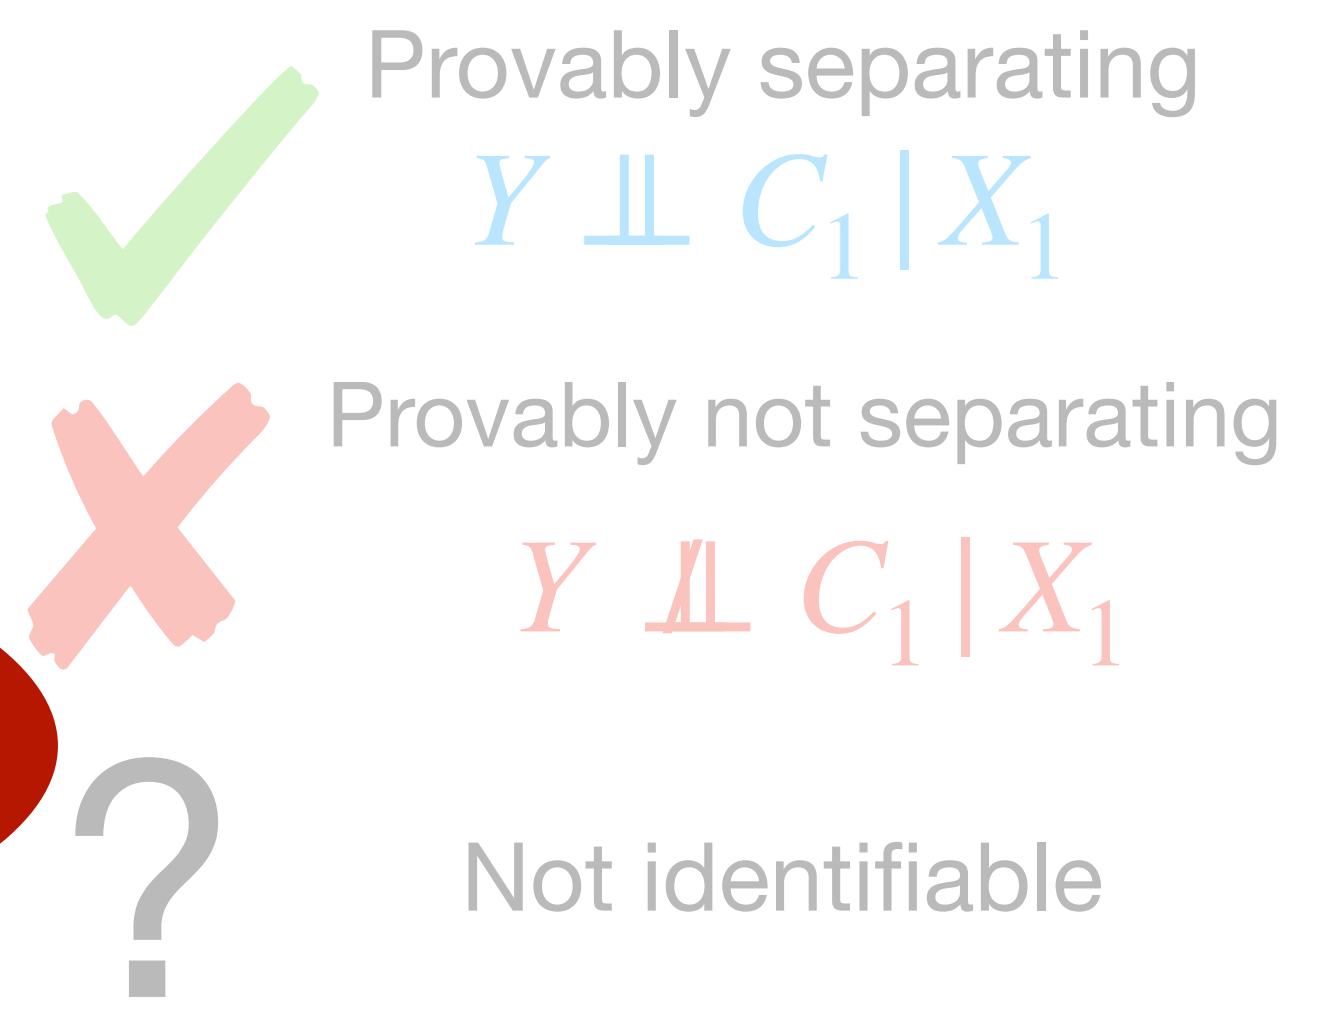 Provably separating
Y ⫫ C₁ | X₁
Provably not separating
Y ⫫̸ C₁ | X₁
?
Not identifiable